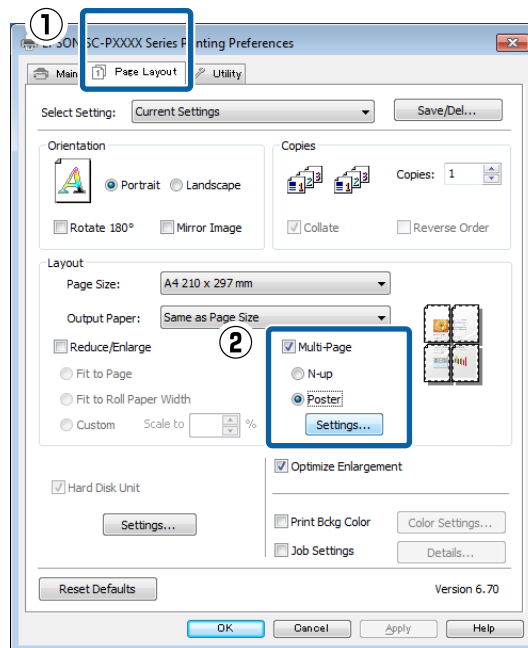 1
EPSON SC-PXXXX Series Printing Preferences
Main
Page Layout
Utility
Select Setting:
Current Settings
Save/Del...
Orientation
Copies
Portrait
Landscape
Copies: 1
Rotate 180°
Mirror Image
Collate
Reverse Order
Layout
Page Size:
A4 210 x 297 mm
Output Paper:
Same as Page Size
2
Reduce/Enlarge
Multi-Page
Fit to Page
N-up
Fit to Roll Paper Width
Poster
Custom
Scale to
%
Settings...
Optimize Enlargement
Hard Disk Unit
Settings...
Print Bckg Color
Color Settings...
Job Settings
Details...
Reset Defaults
Version 6.70
OK
Cancel
Apply
Help